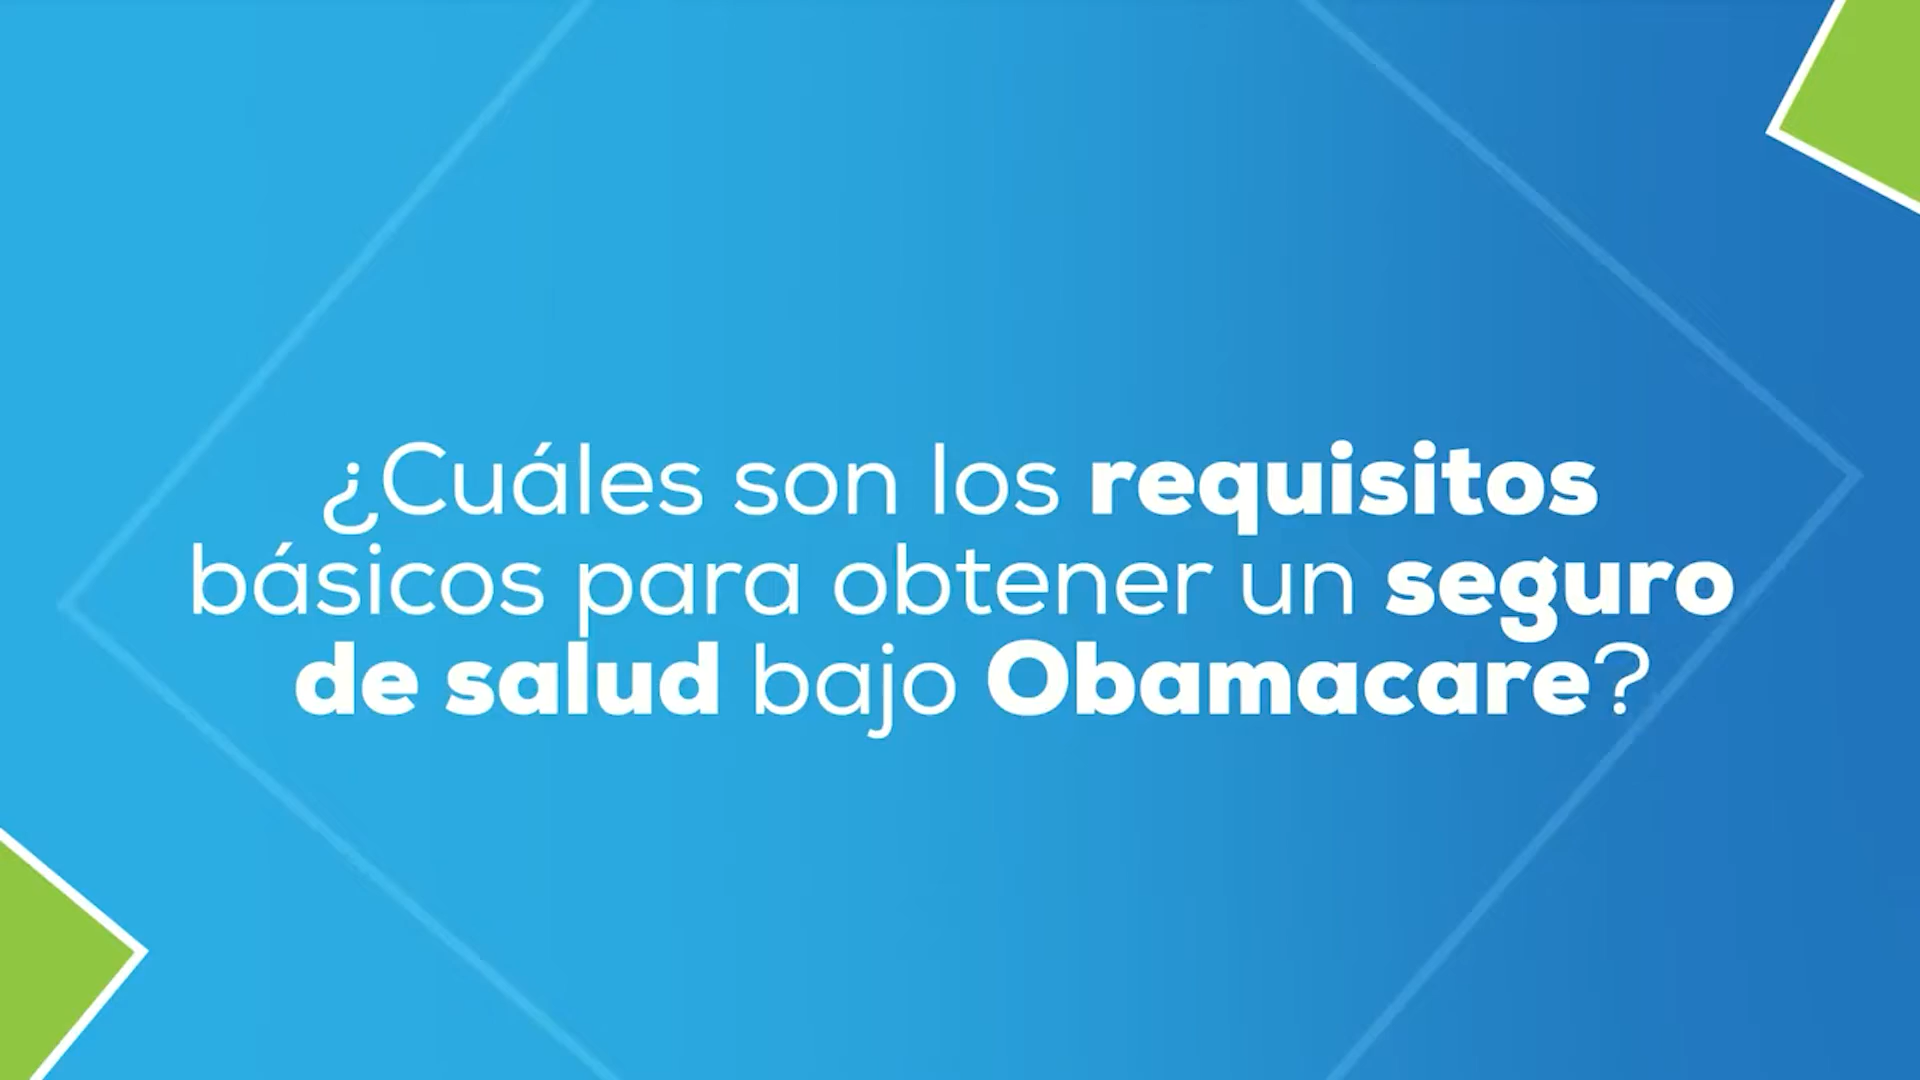 ¿Cuáles son los requisitos
básicos para obtener un seguro
de salud bajo Obamacare?